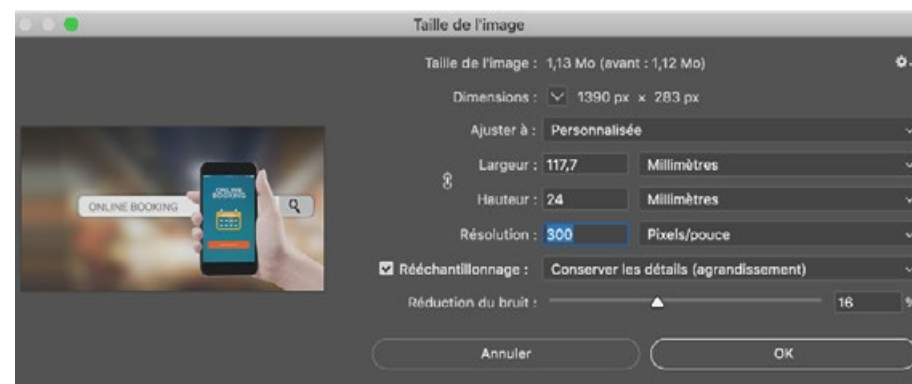 Taille de l'image
Taille de l'image : 1,13 Mo (avant : 1,12 Mo)
Dimensions : 1390 px × 283 px
Ajuster à : Personnalisée
Largeur : 117,7 Millimètres
Hauteur : 24 Millimètres
Résolution : 300 Pixels/pouce
Rééchantillonnage : Conserver les détails (agrandissement)
Réduction du bruit : 16 %
Annuler OK
ONLINE BOOKING
ONLINE
BOOKING